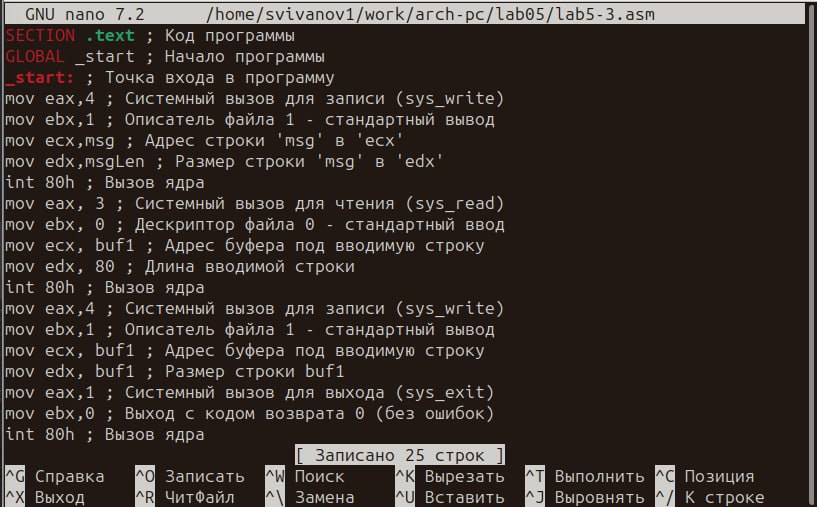 GNU nano 7.2 /home/svivanov1/work/arch-pc/lab05/lab5-3.asm
SECTION .text ; Код программы
GLOBAL _start ; Начало программы
_start: ; Точка входа в программу
mov eax,4 ; Системный вызов для записи (sys_write)
mov ebx,1 ; Описатель файла 1 - стандартный вывод
mov ecx,msg ; Адрес строки 'msg' в 'ecx'
mov edx,msgLen ; Размер строки 'msg' в 'edx'
int 80h ; Вызов ядра
mov eax, 3 ; Системный вызов для чтения (sys_read)
mov ebx, 0 ; Дескриптор файла 0 - стандартный ввод
mov ecx, buf1 ; Адрес буфера под вводимую строку
mov edx, 80 ; Длина вводимой строки
int 80h ; Вызов ядра
mov eax,4 ; Системный вызов для записи (sys_write)
mov ebx,1 ; Описатель файла 1 - стандартный вывод
mov ecx, buf1 ; Адрес буфера под вводимую строку
mov edx, buf1 ; Размер строки buf1
mov eax,1 ; Системный вызов для выхода (sys_exit)
mov ebx,0 ; Выход с кодом возврата 0 (без ошибок)
int 80h ; Вызов ядра
[ Записано 25 строк ]
^G Справка ^O Записать ^W Поиск ^K Вырезать ^T Выполнить ^C Позиция
^X Выход ^R ЧитФайл ^\ Замена ^U Вставить ^J Выровнять ^/ К строке